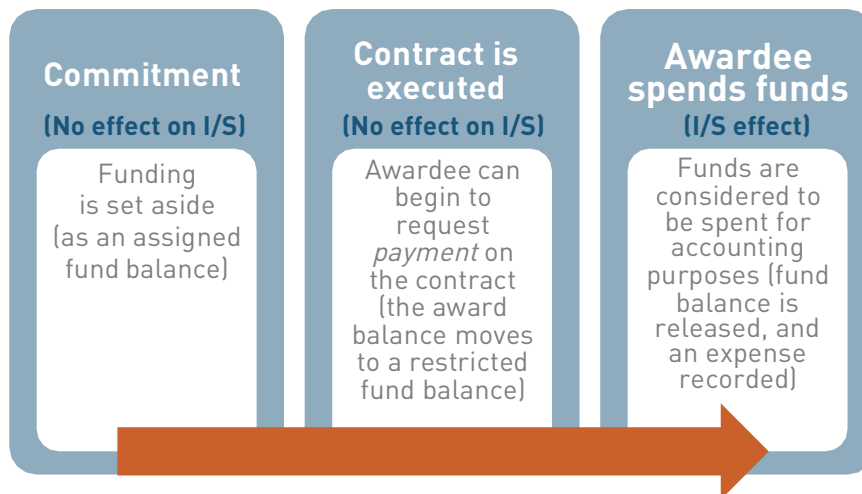 Commitment
(No effect on I/S)
Funding
is set aside
(as an assigned
fund balance)
Contract is
executed
(No effect on I/S)
Awardee can
begin to
request
payment on
the contract
(the award
balance moves
to a restricted
fund balance)
Awardee
spends funds
(I/S effect)
Funds are
considered to
be spent for
accounting
purposes (fund
balance is
released, and
an expense
recorded)